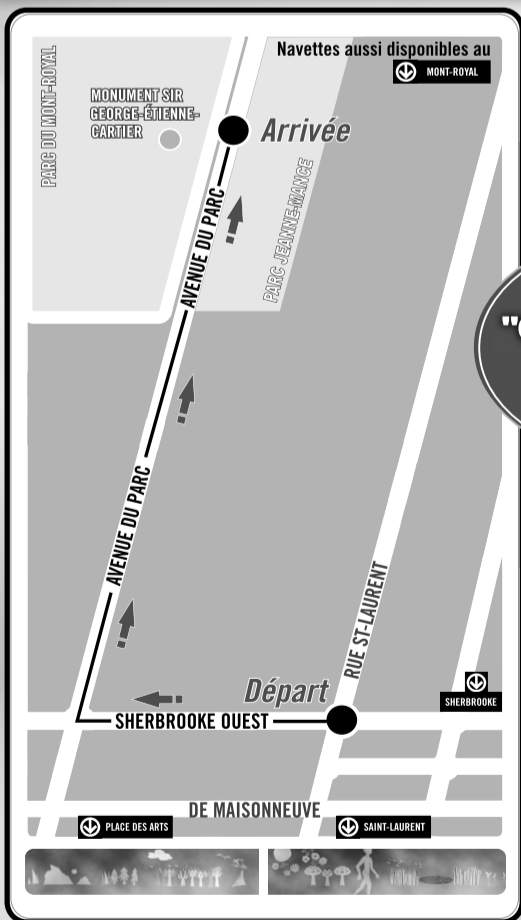 Navettes aussi disponibles au
MONT-ROYAL
PARC DU MONT-ROYAL
MONUMENT SIR
GEORGE-ÉTIENNE-
CARTIER
Arrivée
PARC JEANNE-MANCE
AVENUE DU PARC
AVENUE DU PARC
RUE ST-LAURENT
Départ
SHERBROOKE
SHERBROOKE OUEST
DE MAISONNEUVE
PLACE DES ARTS
SAINT-LAURENT